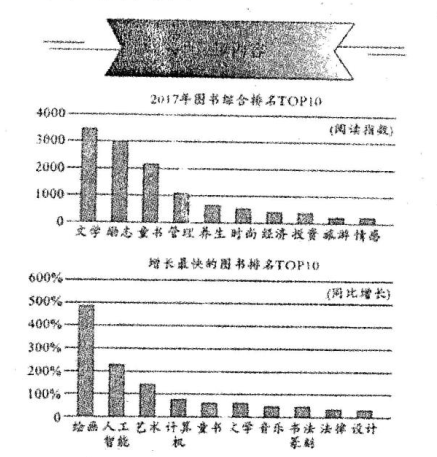 内容
2017年图书综合排名TOP10
(阅读指数)
4000
3000
2000
1000
0
文学 励志 童书 管理 养生 时尚 经济 投资 旅游 情感
增长最快的图书排名TOP10
(同比增长)
600%
500%
400%
300%
200%
100%
0
绘画 人工 艺术 计算 童书 文学 音乐 书法 法律 设计
智能 机 篆刻